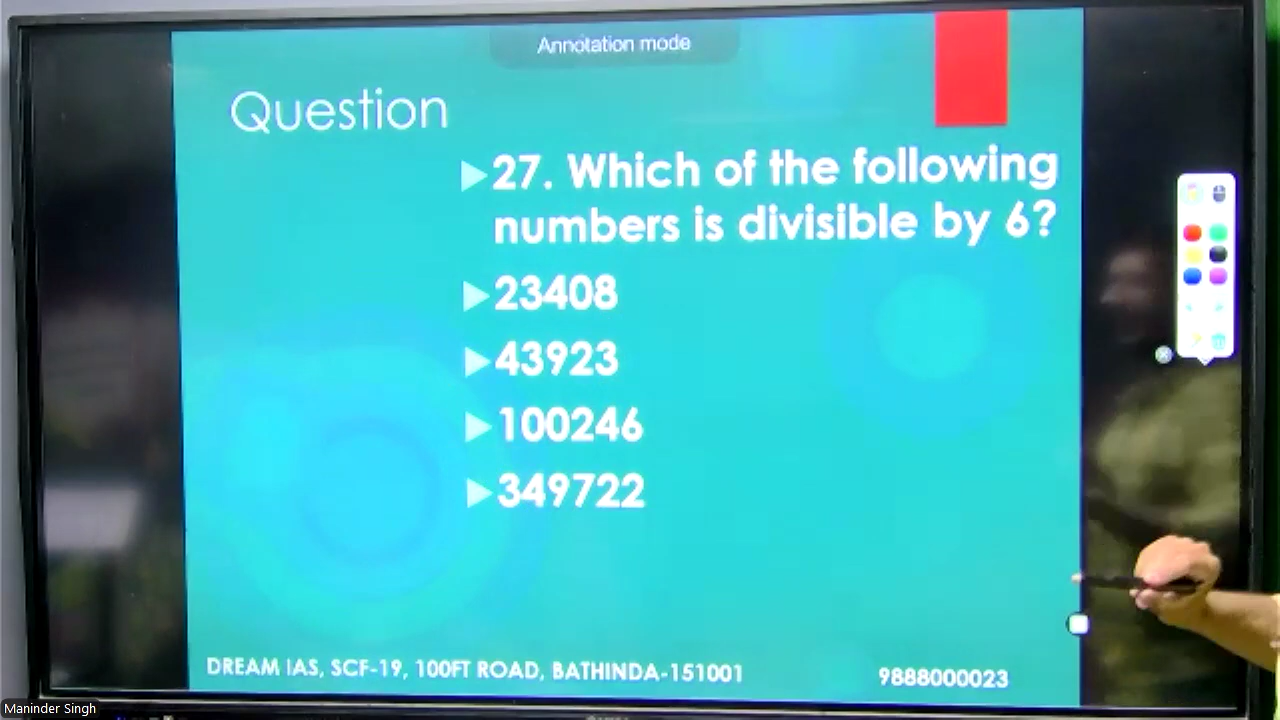 Annotation mode
Question
27. Which of the following
numbers is divisible by 6?
23408
43923
100246
349722
DREAM IAS, SCF-19, 100FT ROAD, BATHINDA-151001
9888000023
Maninder Singh